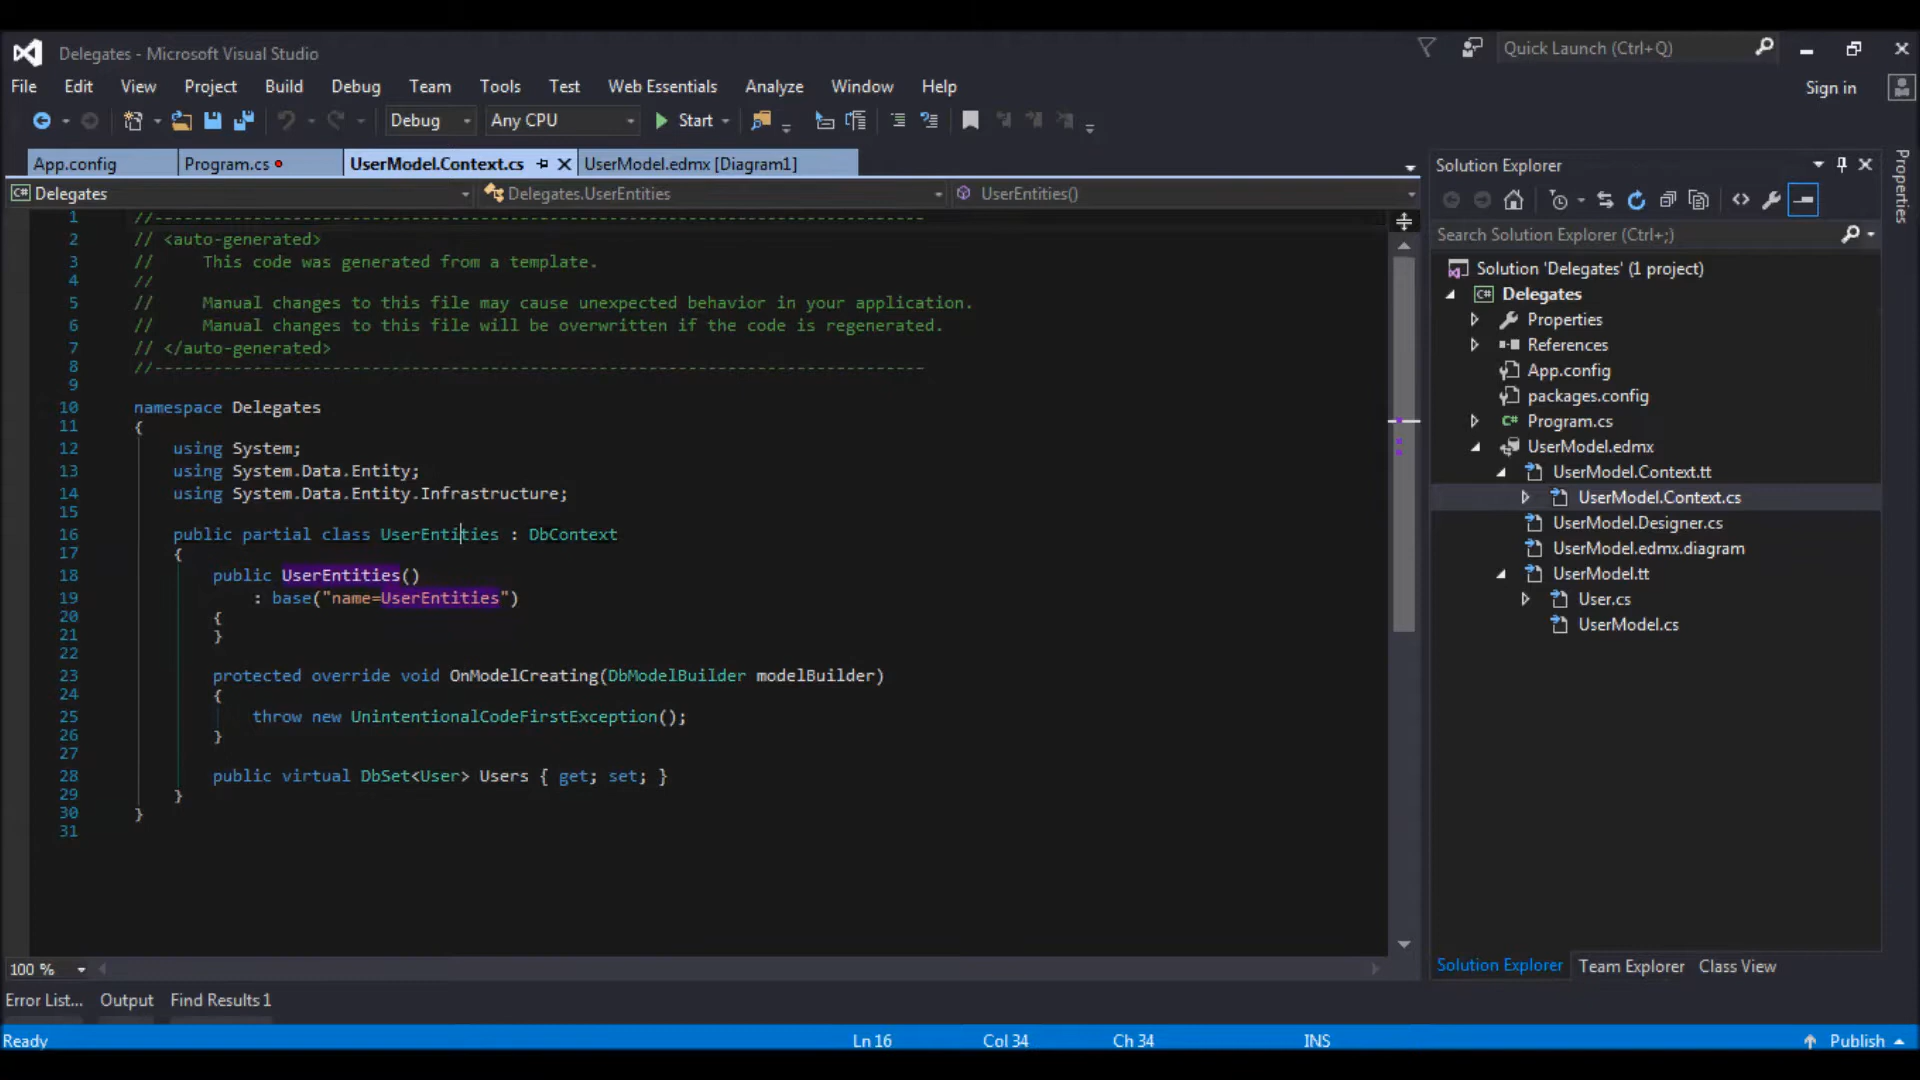 Delegates - Microsoft Visual Studio
Quick Launch (Ctrl+Q)
File Edit View Project Build Debug Team Tools Test Web Essentials Analyze Window Help
Sign in
Debug Any CPU Start
App.config Program.cs UserModel.Context.cs UserModel.edmx [Diagram1]
Delegates Delegates.UserEntities UserEntities()
1 //------------------------------------------------------------------------------
2 // <auto-generated>
3 // This code was generated from a template.
4 //
5 // Manual changes to this file may cause unexpected behavior in your application.
6 // Manual changes to this file will be overwritten if the code is regenerated.
7 // </auto-generated>
8 //------------------------------------------------------------------------------
9
10 namespace Delegates
11 {
12 using System;
13 using System.Data.Entity;
14 using System.Data.Entity.Infrastructure;
15
16 public partial class UserEntities : DbContext
17 {
18 public UserEntities()
19 : base("name=UserEntities")
20 {
21 }
22
23 protected override void OnModelCreating(DbModelBuilder modelBuilder)
24 {
25 throw new UnintentionalCodeFirstException();
26 }
27
28 public virtual DbSet<User> Users { get; set; }
29 }
30 }
31
100 %
Solution Explorer
Search Solution Explorer (Ctrl+;)
Solution 'Delegates' (1 project)
Delegates
Properties
References
App.config
packages.config
Program.cs
UserModel.edmx
UserModel.Context.tt
UserModel.Context.cs
UserModel.Designer.cs
UserModel.edmx.diagram
UserModel.tt
User.cs
UserModel.cs
Solution Explorer Team Explorer Class View
Properties
Error List... Output Find Results 1
Ready Ln 16 Col 34 Ch 34 INS Publish